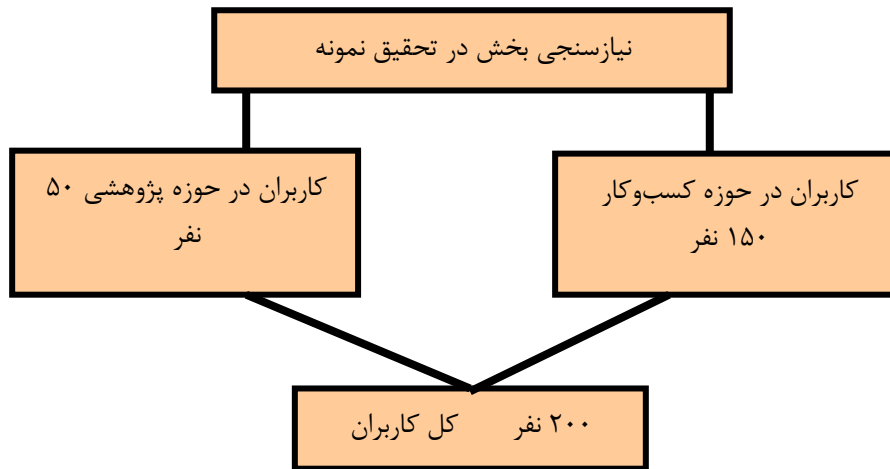 نیازسنجی بخش در تحقیق نمونه
کاربران در حوزه کسب‌وکار
۱۵۰ نفر
کاربران در حوزه پژوهشی ۵۰
نفر
۲۰۰ نفر کل کاربران